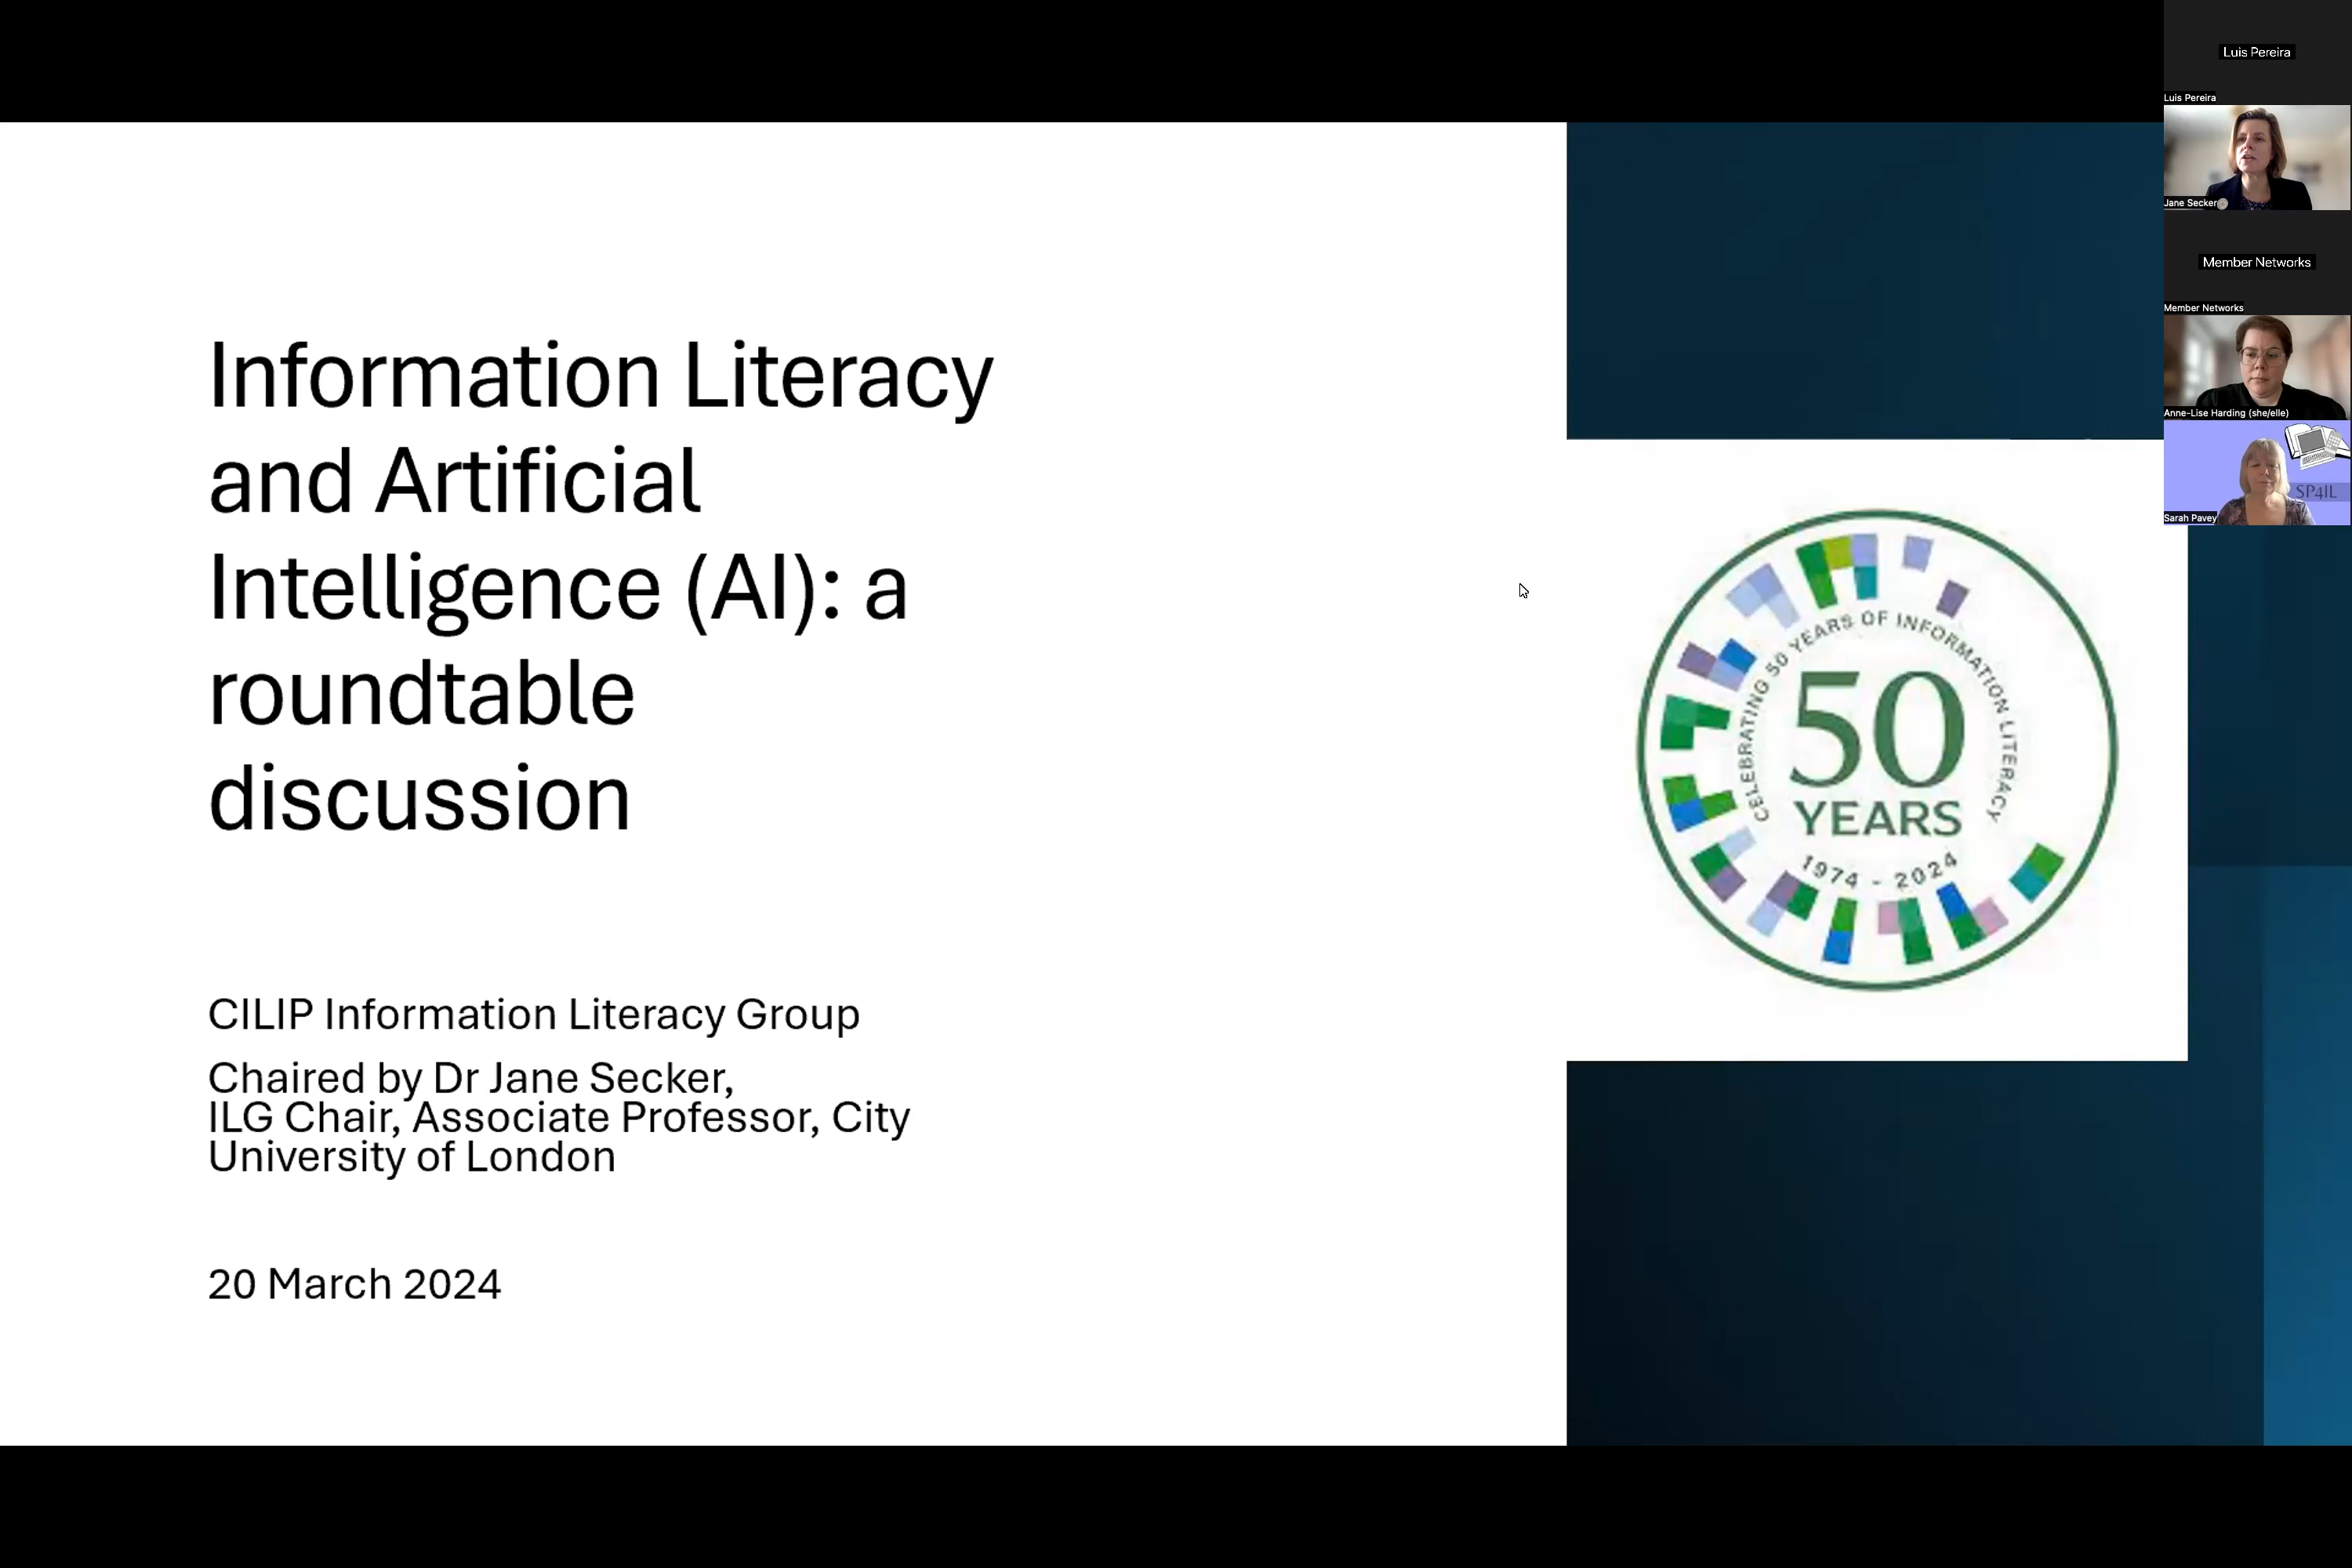 Information Literacy
and Artificial
Intelligence (AI): a
roundtable
discussion
CILIP Information Literacy Group
Chaired by Dr Jane Secker,
ILG Chair, Associate Professor, City
University of London
20 March 2024
CELEBRATING 50 YEARS OF INFORMATION LITERACY
50
YEARS
1974 - 2024
Luis Pereira
Luis Pereira
Jane Secker
Member Networks
Member Networks
Anne-Lise Harding (she/elle)
SP4IL
Sarah Pavey